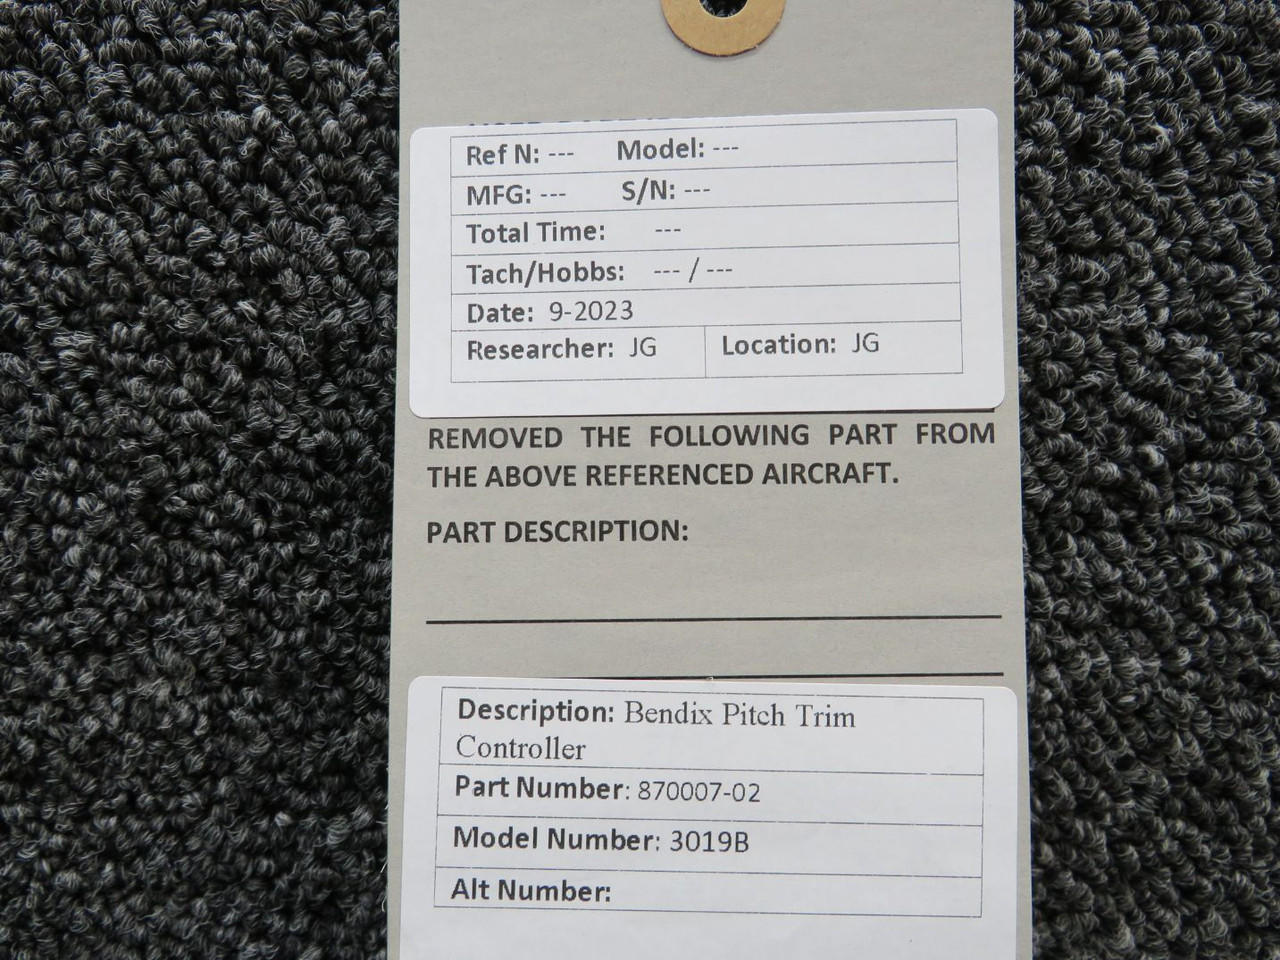 Ref N: --- Model: ---
MFG: --- S/N: ---
Total Time: ---
Tach/Hobbs: --- / ---
Date: 9-2023
Researcher: JG Location: JG
REMOVED THE FOLLOWING PART FROM
THE ABOVE REFERENCED AIRCRAFT.
PART DESCRIPTION:
Description: Bendix Pitch Trim
Controller
Part Number: 870007-02
Model Number: 3019B
Alt Number: